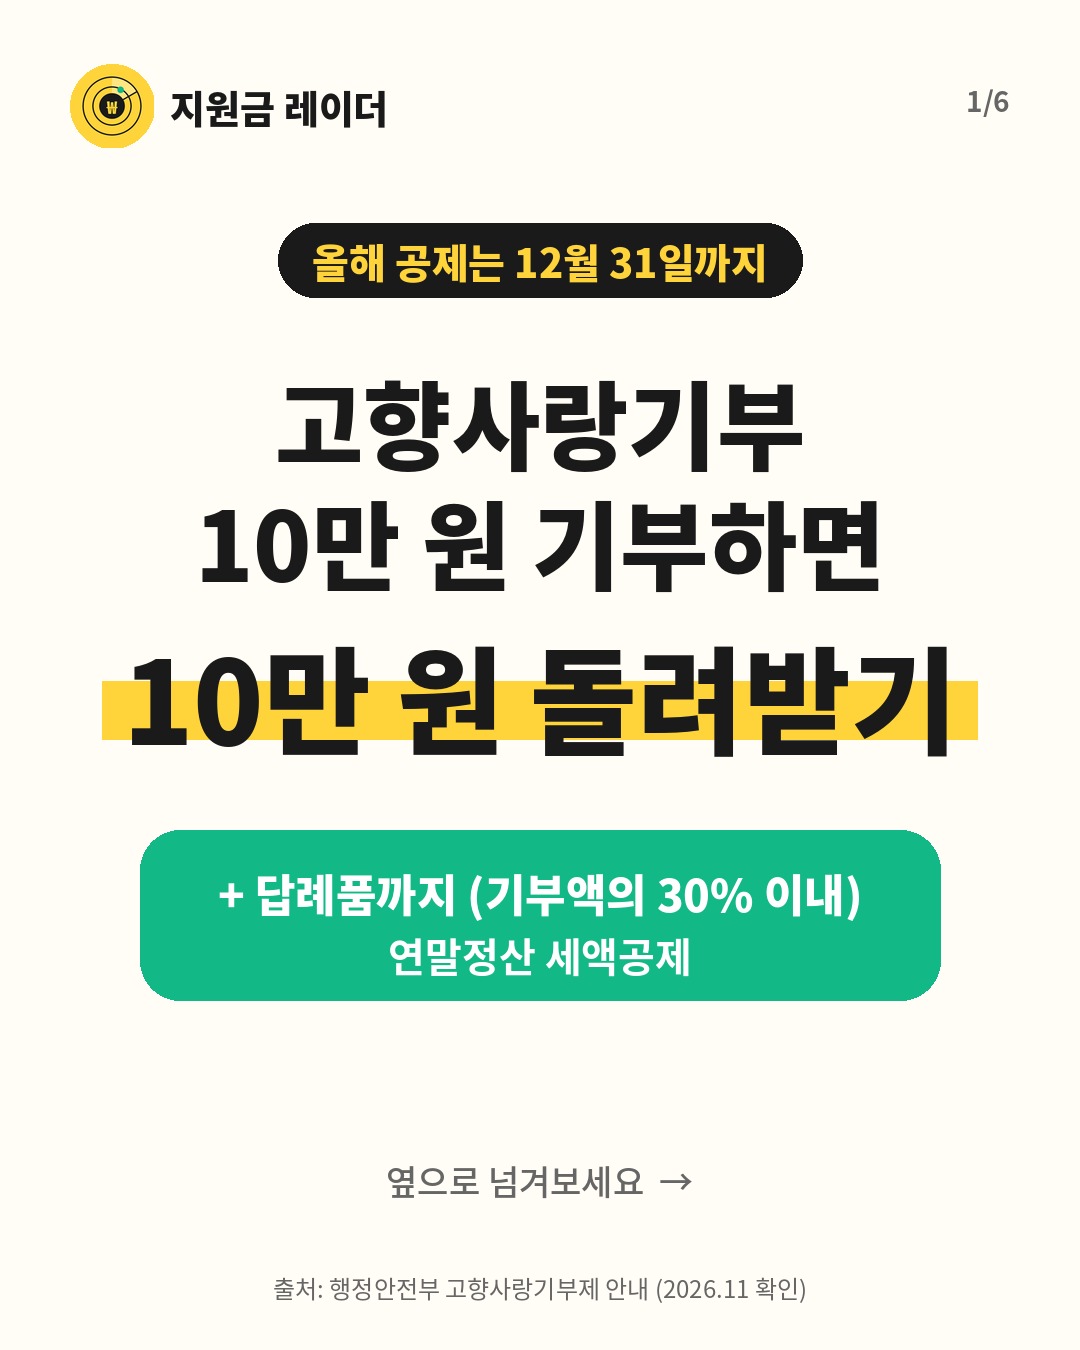 지원금 레이더
1/6
올해 공제는 12월 31일까지
고향사랑기부
10만 원 기부하면
10만 원 돌려받기
+ 답례품까지 (기부액의 30% 이내)
연말정산 세액공제
옆으로 넘겨보세요 →
출처: 행정안전부 고향사랑기부제 안내 (2026.11 확인)